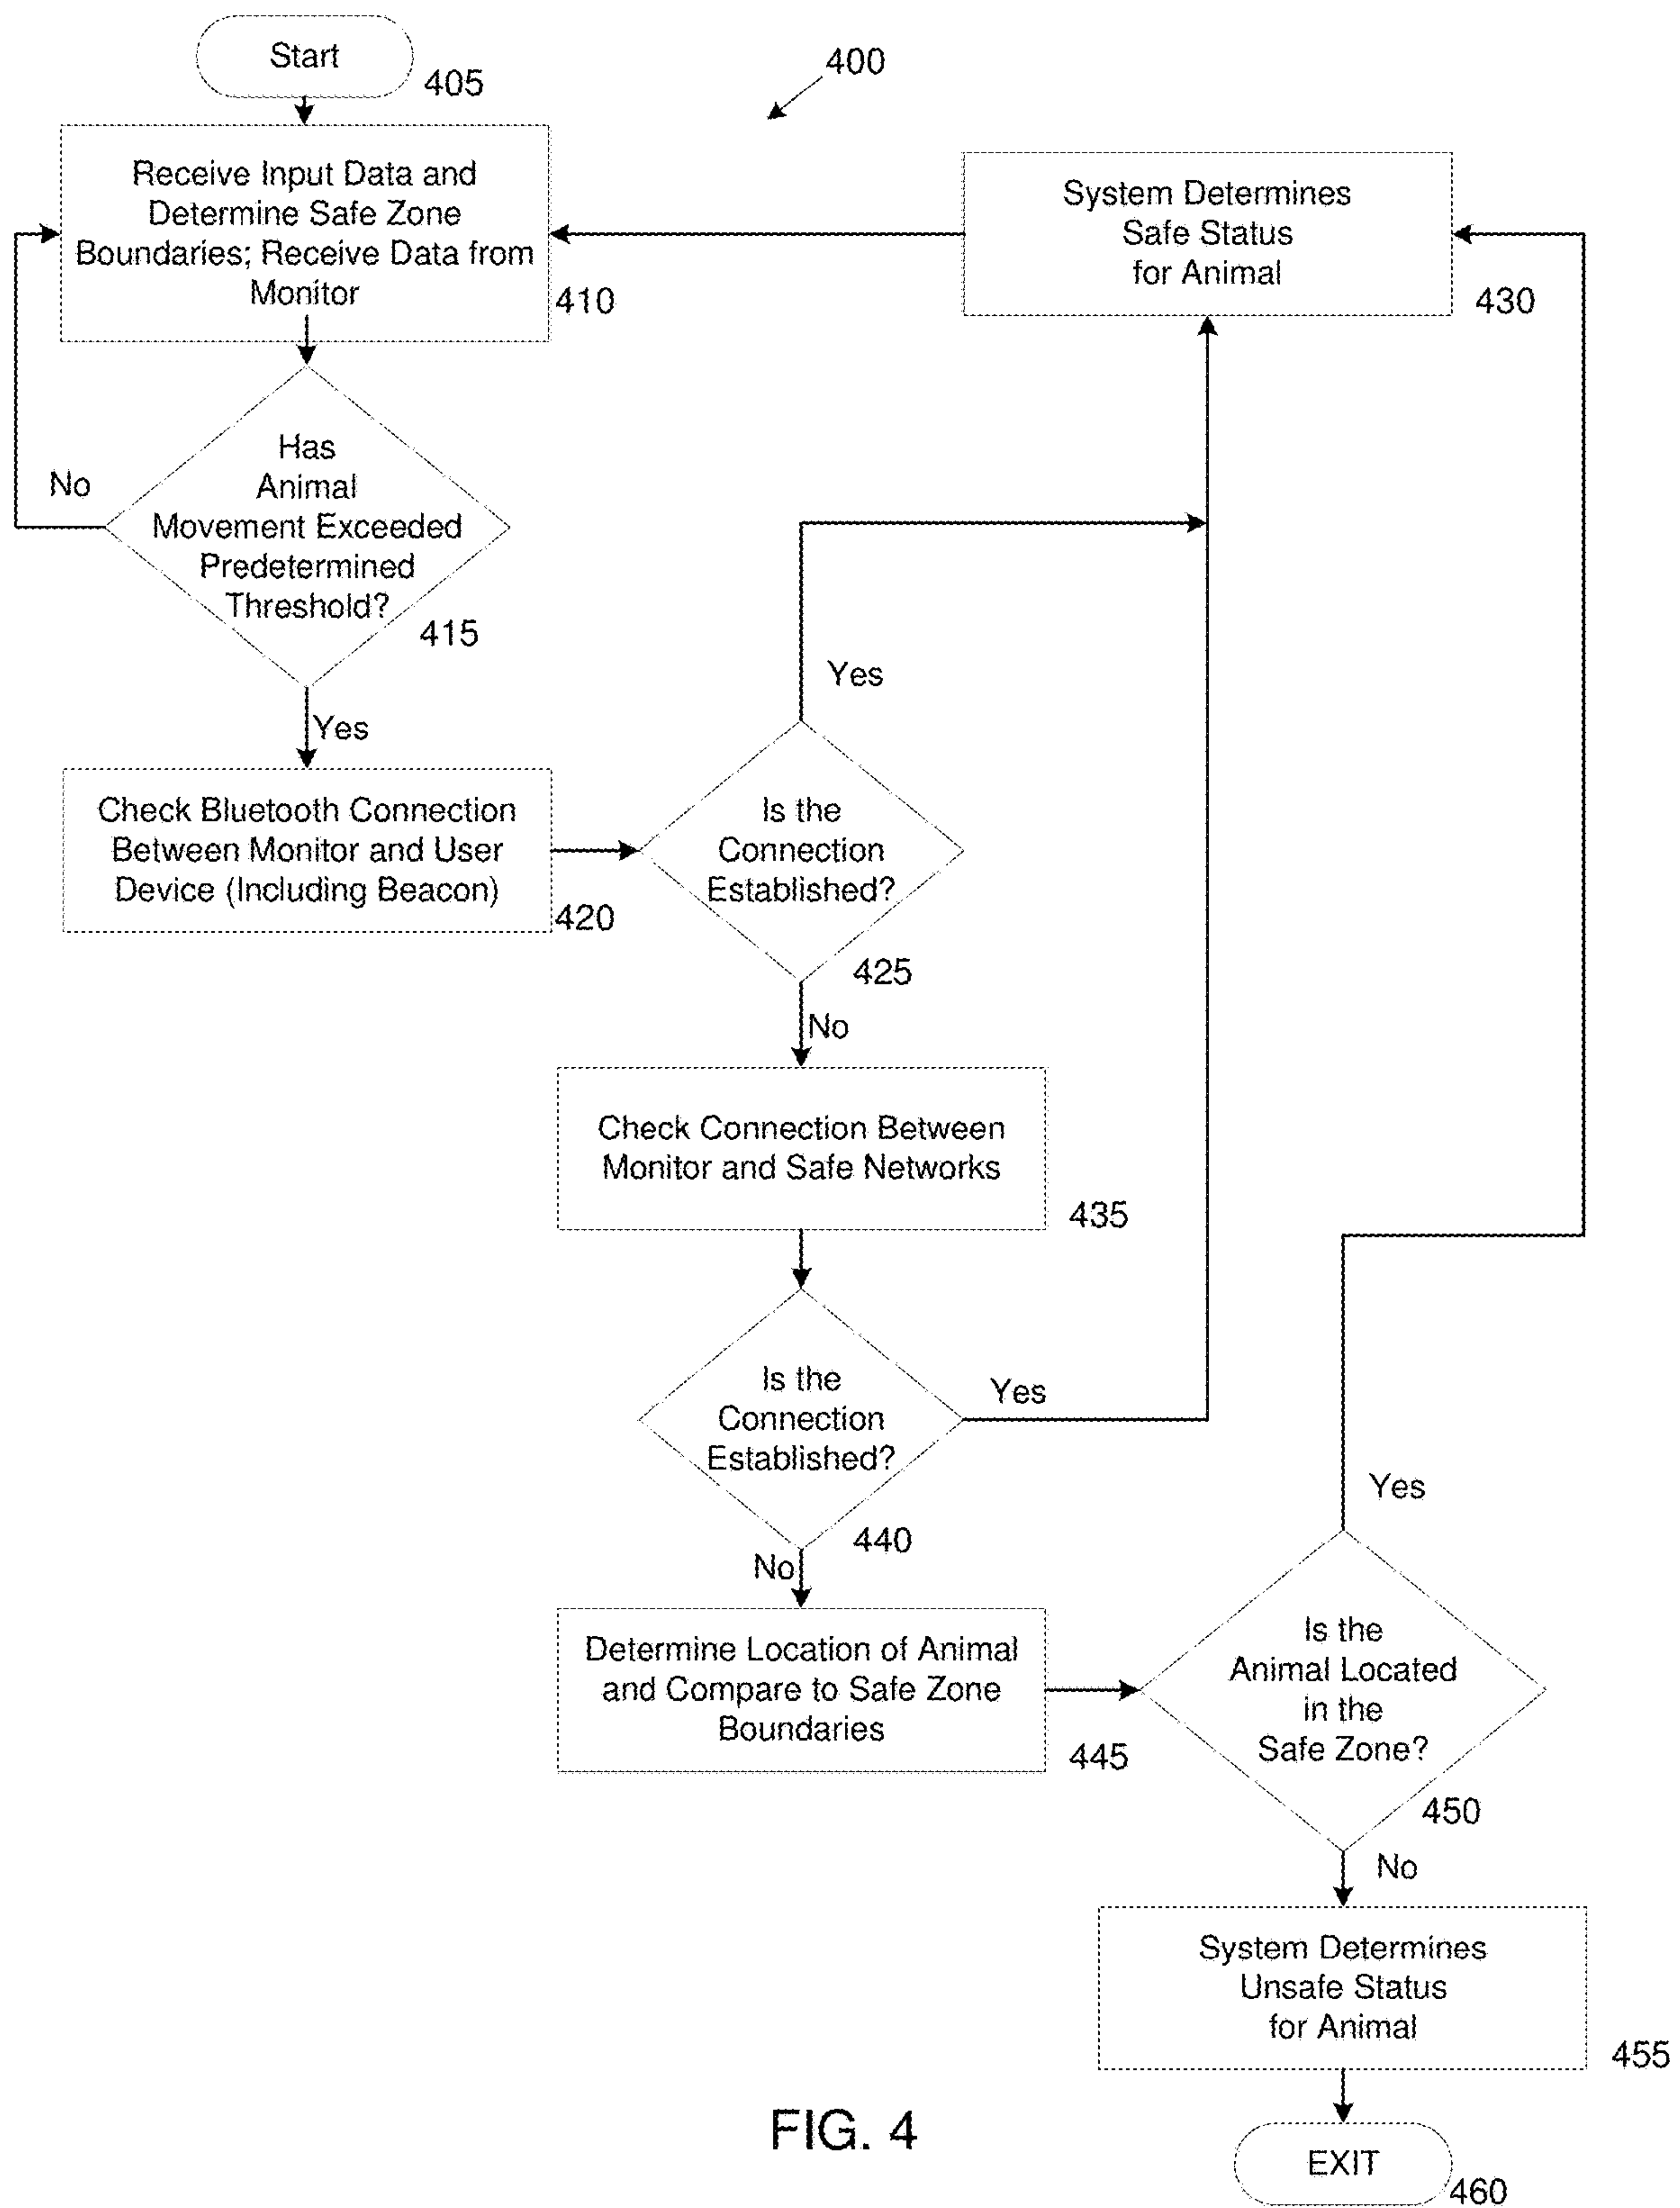 Start
405
400
Receive Input Data and
Determine Safe Zone
Boundaries; Receive Data from
Monitor
410
System Determines
Safe Status
for Animal
430
Has
Animal
Movement Exceeded
Predetermined
Threshold?
415
No
Yes
Check Bluetooth Connection
Between Monitor and User
Device (Including Beacon)
420
Is the
Connection
Established?
425
Yes
No
Check Connection Between
Monitor and Safe Networks
435
Is the
Connection
Established?
440
Yes
No
Determine Location of Animal
and Compare to Safe Zone
Boundaries
445
Is the
Animal Located
in the
Safe Zone?
450
Yes
No
System Determines
Unsafe Status
for Animal
455
EXIT
460
FIG. 4